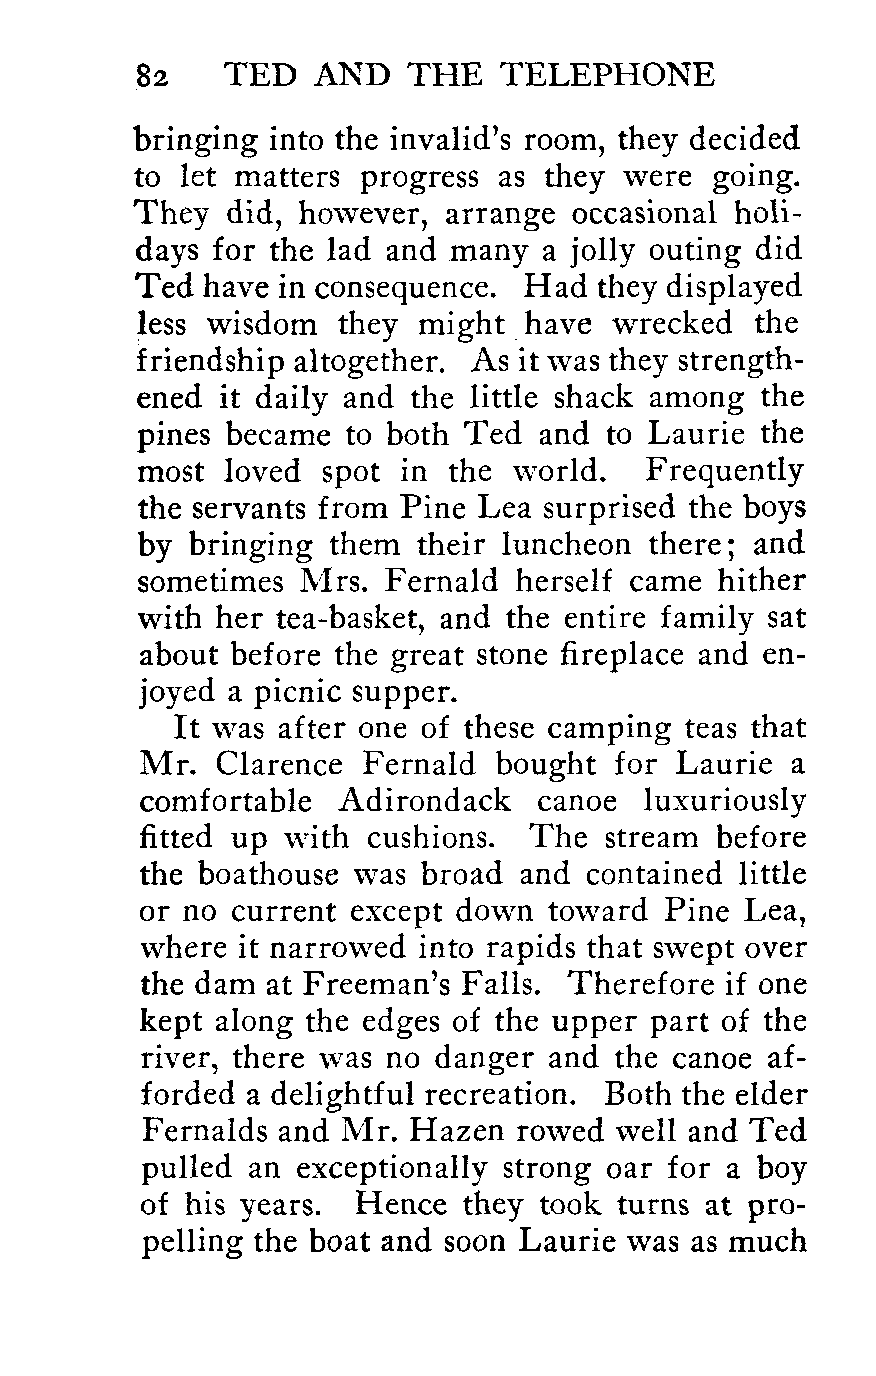 82 TED AND THE TELEPHONE
bringing into the invalid's room, they decided
to let matters progress as they were going.
They did, however, arrange occasional holi-
days for the lad and many a jolly outing did
Ted have in consequence. Had they displayed
less wisdom they might have wrecked the
friendship altogether. As it was they strength-
ened it daily and the little shack among the
pines became to both Ted and to Laurie the
most loved spot in the world. Frequently
the servants from Pine Lea surprised the boys
by bringing them their luncheon there; and
sometimes Mrs. Fernald herself came hither
with her tea-basket, and the entire family sat
about before the great stone fireplace and en-
joyed a picnic supper.
It was after one of these camping teas that
Mr. Clarence Fernald bought for Laurie a
comfortable Adirondack canoe luxuriously
fitted up with cushions. The stream before
the boathouse was broad and contained little
or no current except down toward Pine Lea,
where it narrowed into rapids that swept over
the dam at Freeman's Falls. Therefore if one
kept along the edges of the upper part of the
river, there was no danger and the canoe af-
forded a delightful recreation. Both the elder
Fernalds and Mr. Hazen rowed well and Ted
pulled an exceptionally strong oar for a boy
of his years. Hence they took turns at pro-
pelling the boat and soon Laurie was as much